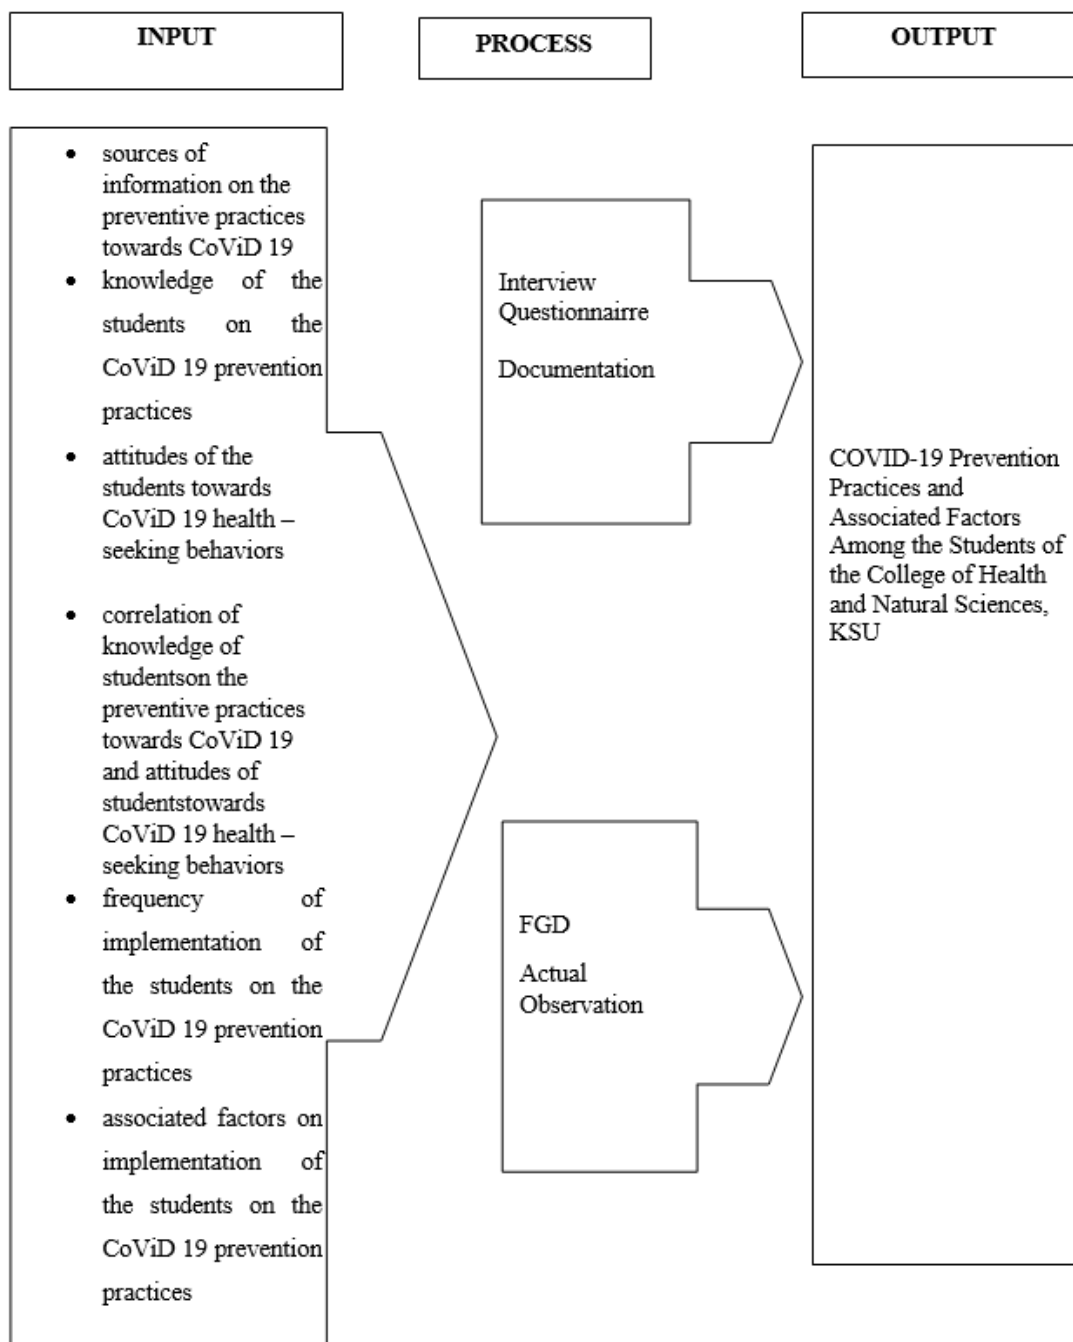 INPUT
PROCESS
OUTPUT
• sources of
information on the
preventive practices
towards CoViD 19
• knowledge of the
students on the
CoViD 19 prevention
practices
• attitudes of the
students towards
CoViD 19 health –
seeking behaviors
• correlation of
knowledge of
studentson the
preventive practices
towards CoViD 19
and attitudes of
studentstowards
CoViD 19 health –
seeking behaviors
• frequency of
implementation of
the students on the
CoViD 19 prevention
practices
• associated factors on
implementation of
the students on the
CoViD 19 prevention
practices
Interview
Questionnairre
Documentation
FGD
Actual
Observation
COVID-19 Prevention
Practices and
Associated Factors
Among the Students of
the College of Health
and Natural Sciences,
KSU